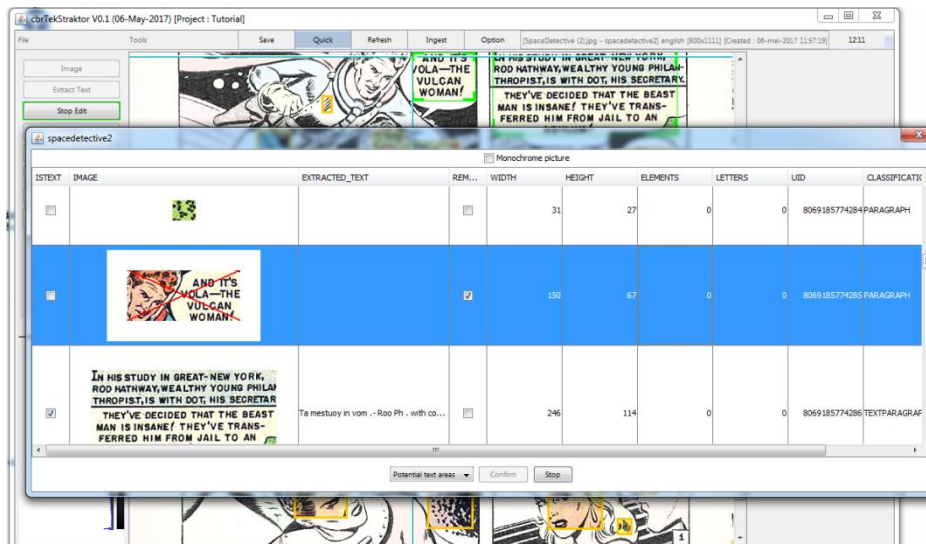 cbrTekStraktor V0.1 (06-May-2017) [Project : Tutorial]
File Tools Save Quick Refresh Ingest Option [SpaceDetective (2).jpg - spacedetective2] english [800x1111] [Created : 06-mei-2017 11:57:19] 12:11
Image
Extract Text
Stop Edit
AND IT'S
VOLA—THE
VULCAN
WOMAN!
IN HIS STUDY IN GREAT-NEW YORK,
ROD HATHWAY, WEALTHY YOUNG PHILAN-
THROPIST, IS WITH DOT, HIS SECRETARY.
THEY'VE DECIDED THAT THE BEAST
MAN IS INSANE! THEY'VE TRANS-
FERRED HIM FROM JAIL TO AN
spacedetective2
Monochrome picture
ISTEXT IMAGE EXTRACTED_TEXT REM... WIDTH HEIGHT ELEMENTS LETTERS UID CLASSIFICATIO
31 27 0 0 8069185774284 PARAGRAPH
AND IT'S
VOLA—THE
VULCAN
WOMAN!
150 67 0 0 8069185774285 PARAGRAPH
IN HIS STUDY IN GREAT-NEW YORK,
ROD HATHWAY, WEALTHY YOUNG PHILAN
THROPIST, IS WITH DOT, HIS SECRETAR
THEY'VE DECIDED THAT THE BEAST
MAN IS INSANE! THEY'VE TRANS-
FERRED HIM FROM JAIL TO AN
Ta mestuoy in vom .- Roo Ph . with co... 246 114 0 0 8069185774286 TEXTPARAGRAP
Potential text areas Confirm Stop
1